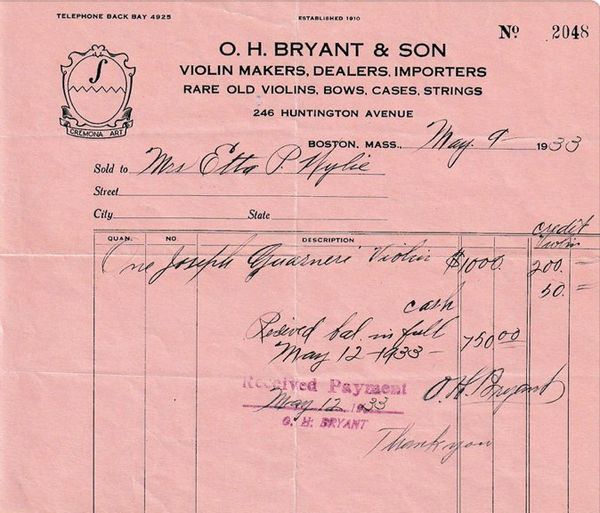 TELEPHONE BACK BAY 4925
ESTABLISHED 1910
No 2048
O. H. BRYANT & SON
VIOLIN MAKERS, DEALERS, IMPORTERS
RARE OLD VIOLINS, BOWS, CASES, STRINGS
246 HUNTINGTON AVENUE
CREMONA ART
BOSTON, MASS., May 9 1933
Sold to Mrs Etta P. Wylie
Street
City State
credit
Violin
QUAN. NO. DESCRIPTION
One Joseph Guarneri Violin $1000. 200. —
50. =
cash
Recived bal. in full 750 00
May 12 - 1933 -
Received Payment
May 12 1933
O. H. BRYANT
O. H. Bryant
Thank you